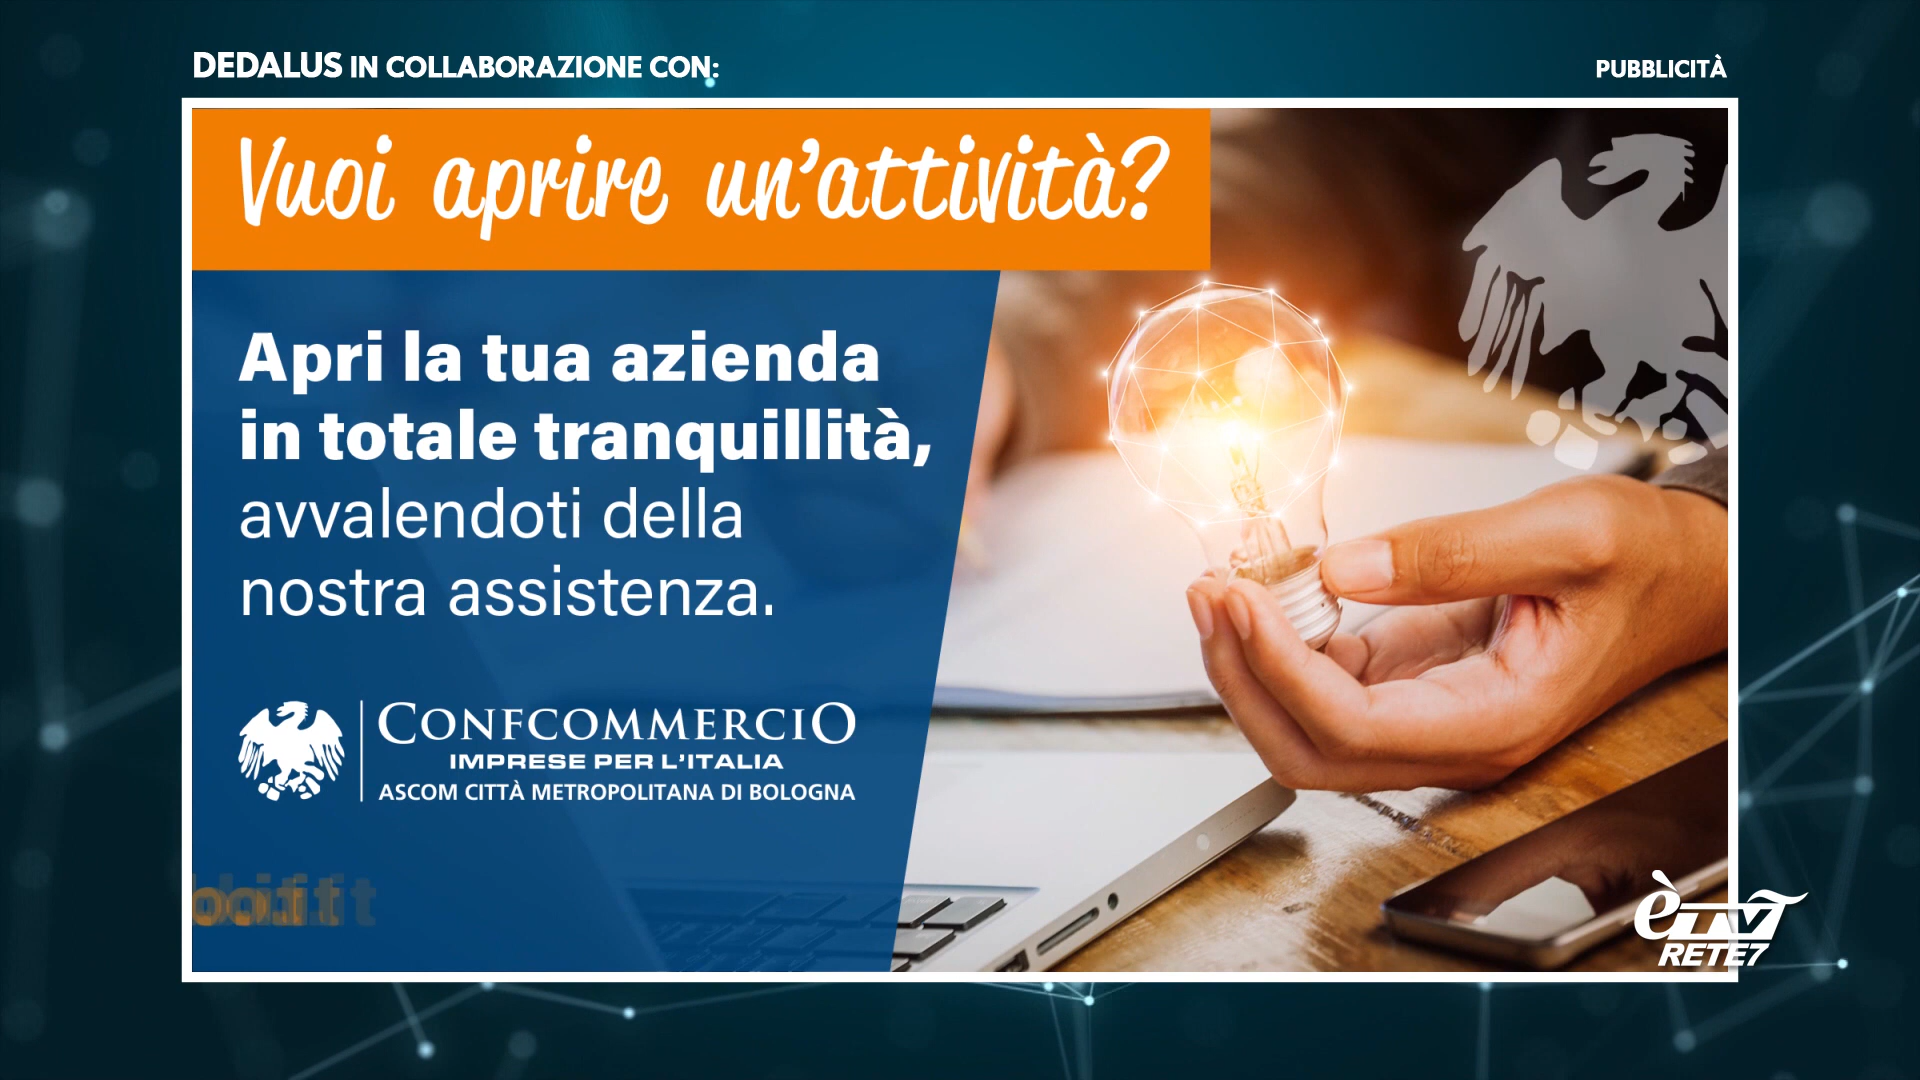 DEDALUS IN COLLABORAZIONE CON:
PUBBLICITÀ
Vuoi aprire un'attività?
Apri la tua azienda
in totale tranquillità,
avvalendoti della
nostra assistenza.
CONFCOMMERCIO
IMPRESE PER L'ITALIA
ASCOM CITTÀ METROPOLITANA DI BOLOGNA
è LIVT
RETE7